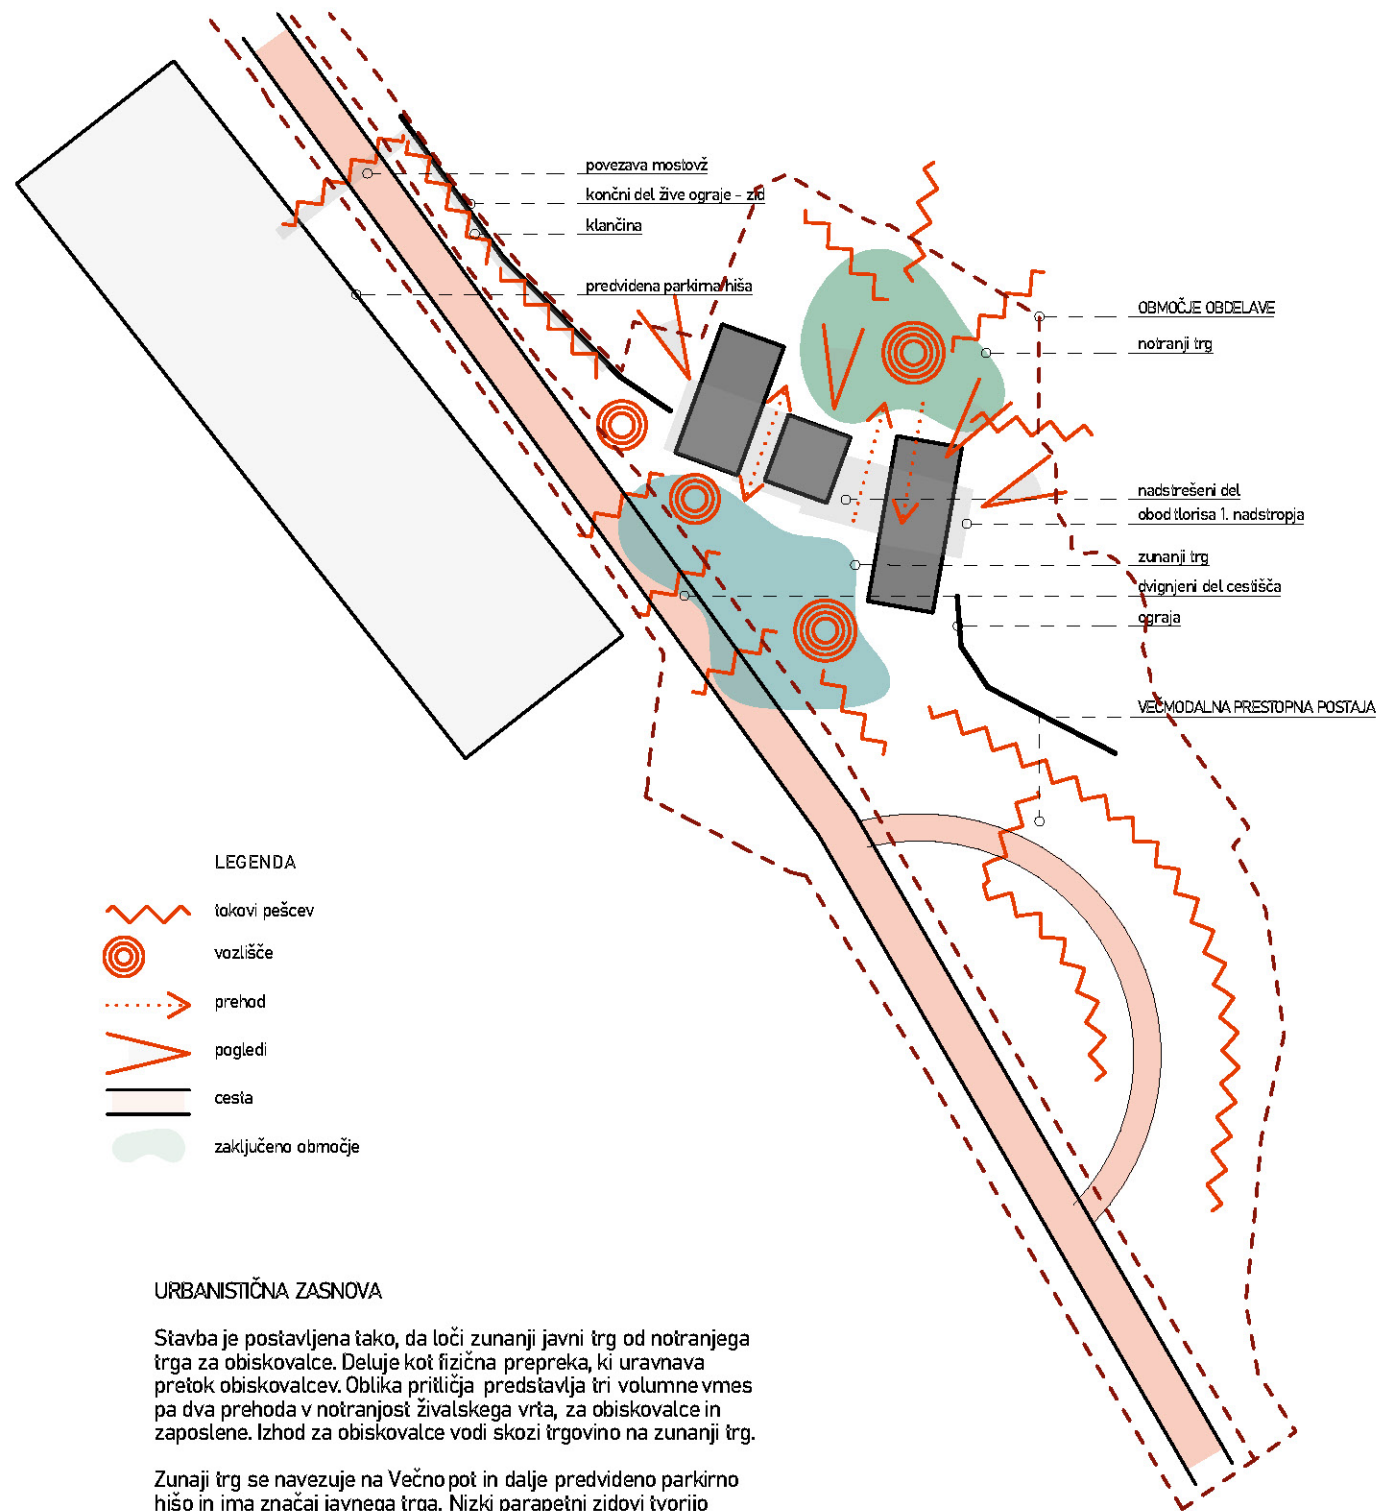 povezava mostovž
končni del žive ograje - zid
klančina
predvidena parkirna hiša
OBMOČJE OBDELAVE
notranji trg
nadstrešeni del
obod tlorisa 1. nadstropja
zunanji trg
dvignjeni del cestišča
ograja
VEČMODALNA PRESTOPNA POSTAJA
LEGENDA
tokovi pešcev
vozlišče
prehod
pogledi
cesta
zaključeno območje
URBANISTIČNA ZASNOVA
Stavba je postavljena tako, da loči zunanji javni trg od notranjega
trga za obiskovalce. Deluje kot fizična prepreka, ki uravnava
pretok obiskovalcev. Oblika pritličja predstavlja tri volumne vmes
pa dva prehoda v notranjost živalskega vrta, za obiskovalce in
zaposlene. Izhod za obiskovalce vodi skozi trgovino na zunanji trg.
Zunaji trg se navezuje na Večno pot in dalje predvideno parkirno
hišo in ima značaj javnega trga. Nizki parapetni zidovi tvorijo